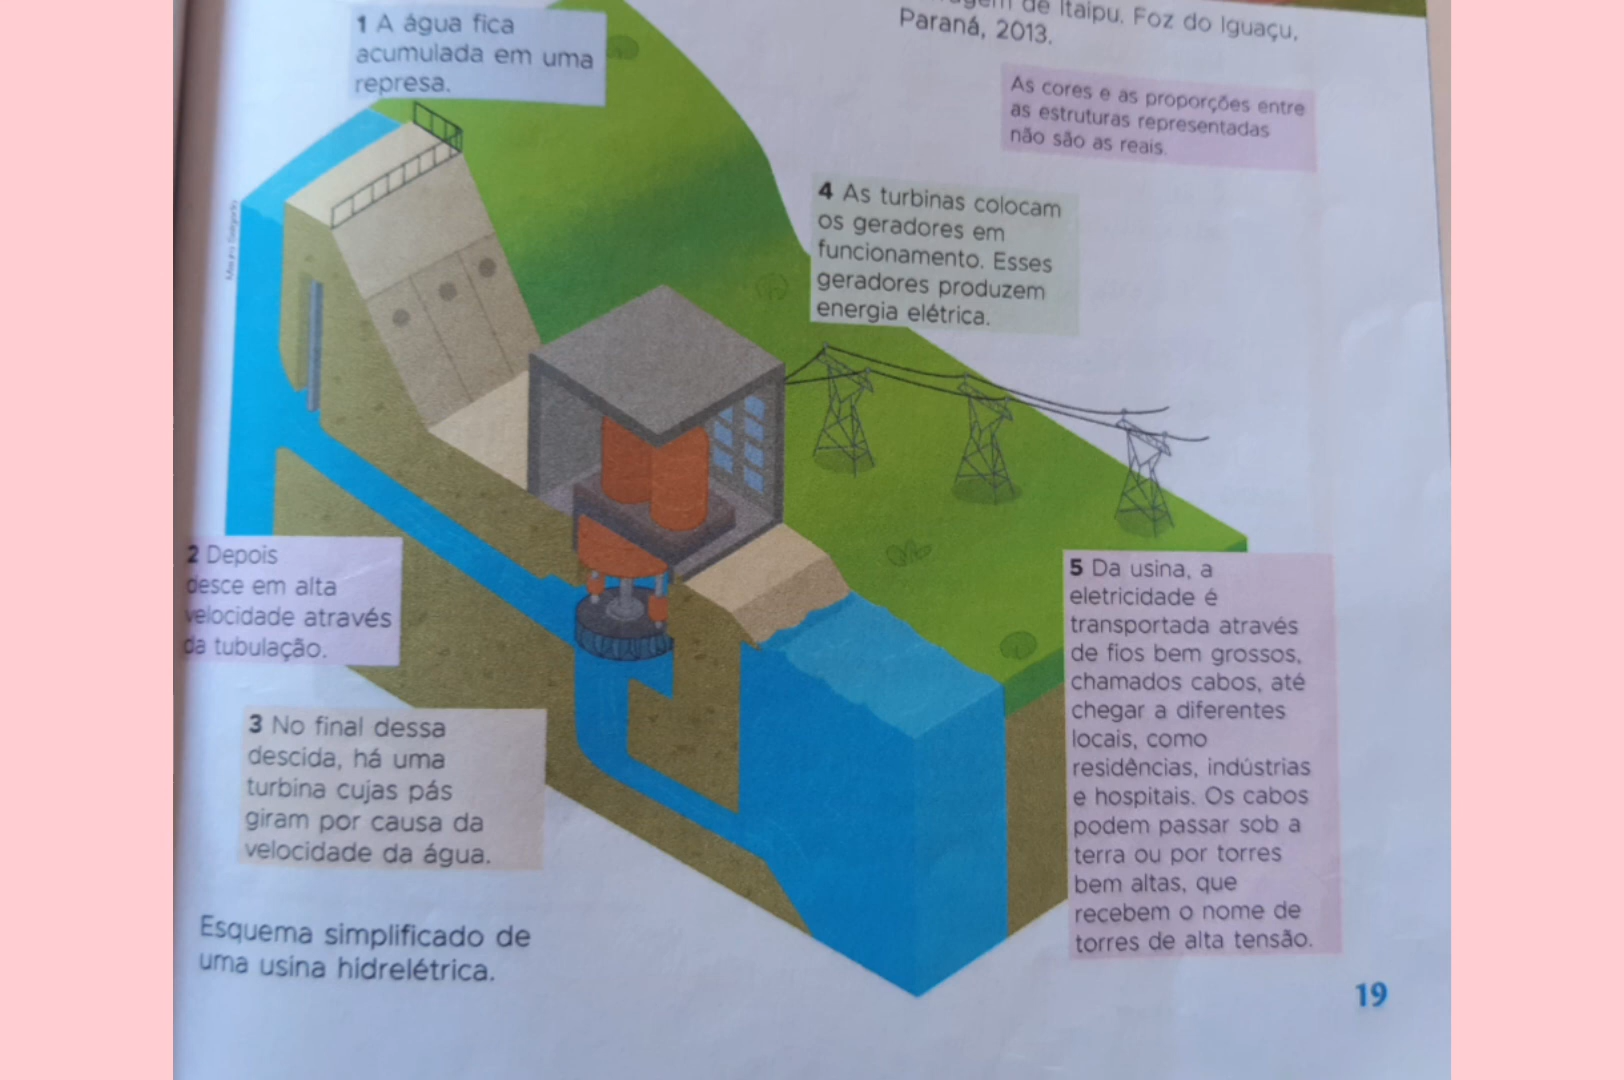 de Itaipu. Foz do Iguaçu,
Paraná, 2013.
As cores e as proporções entre
as estruturas representadas
não são as reais.
1 A água fica
acumulada em uma
represa.
2 Depois
desce em alta
velocidade através
da tubulação.
3 No final dessa
descida, há uma
turbina cujas pás
giram por causa da
velocidade da água.
4 As turbinas colocam
os geradores em
funcionamento. Esses
geradores produzem
energia elétrica.
5 Da usina, a
eletricidade é
transportada através
de fios bem grossos,
chamados cabos, até
chegar a diferentes
locais, como
residências, indústrias
e hospitais. Os cabos
podem passar sob a
terra ou por torres
bem altas, que
recebem o nome de
torres de alta tensão.
Esquema simplificado de
uma usina hidrelétrica.
19